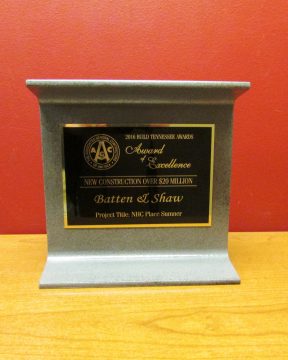 2016 BUILD TENNESSEE AWARDS
Award
of
Excellence
NEW CONSTRUCTION OVER $20 MILLION
Batten & Shaw
Project Title: NHC Place Sumner